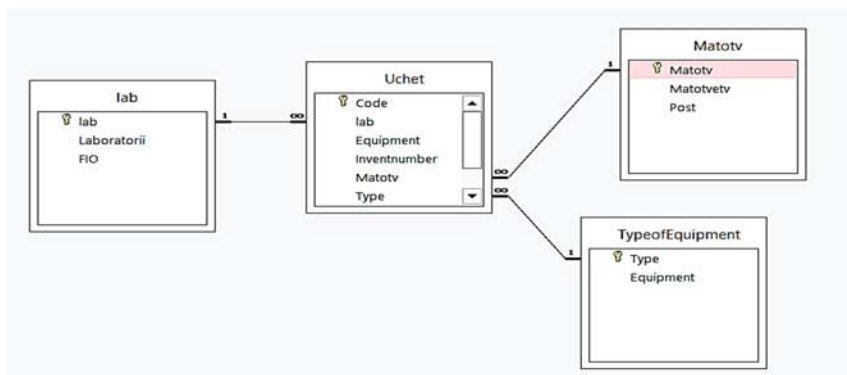 lab
lab
Laboratorii
FIO
1
∞
Uchet
Code
lab
Equipment
Inventnumber
Matotv
Type
1
∞
∞
1
Matotv
Matotv
Matotvetv
Post
TypeofEquipment
Type
Equipment